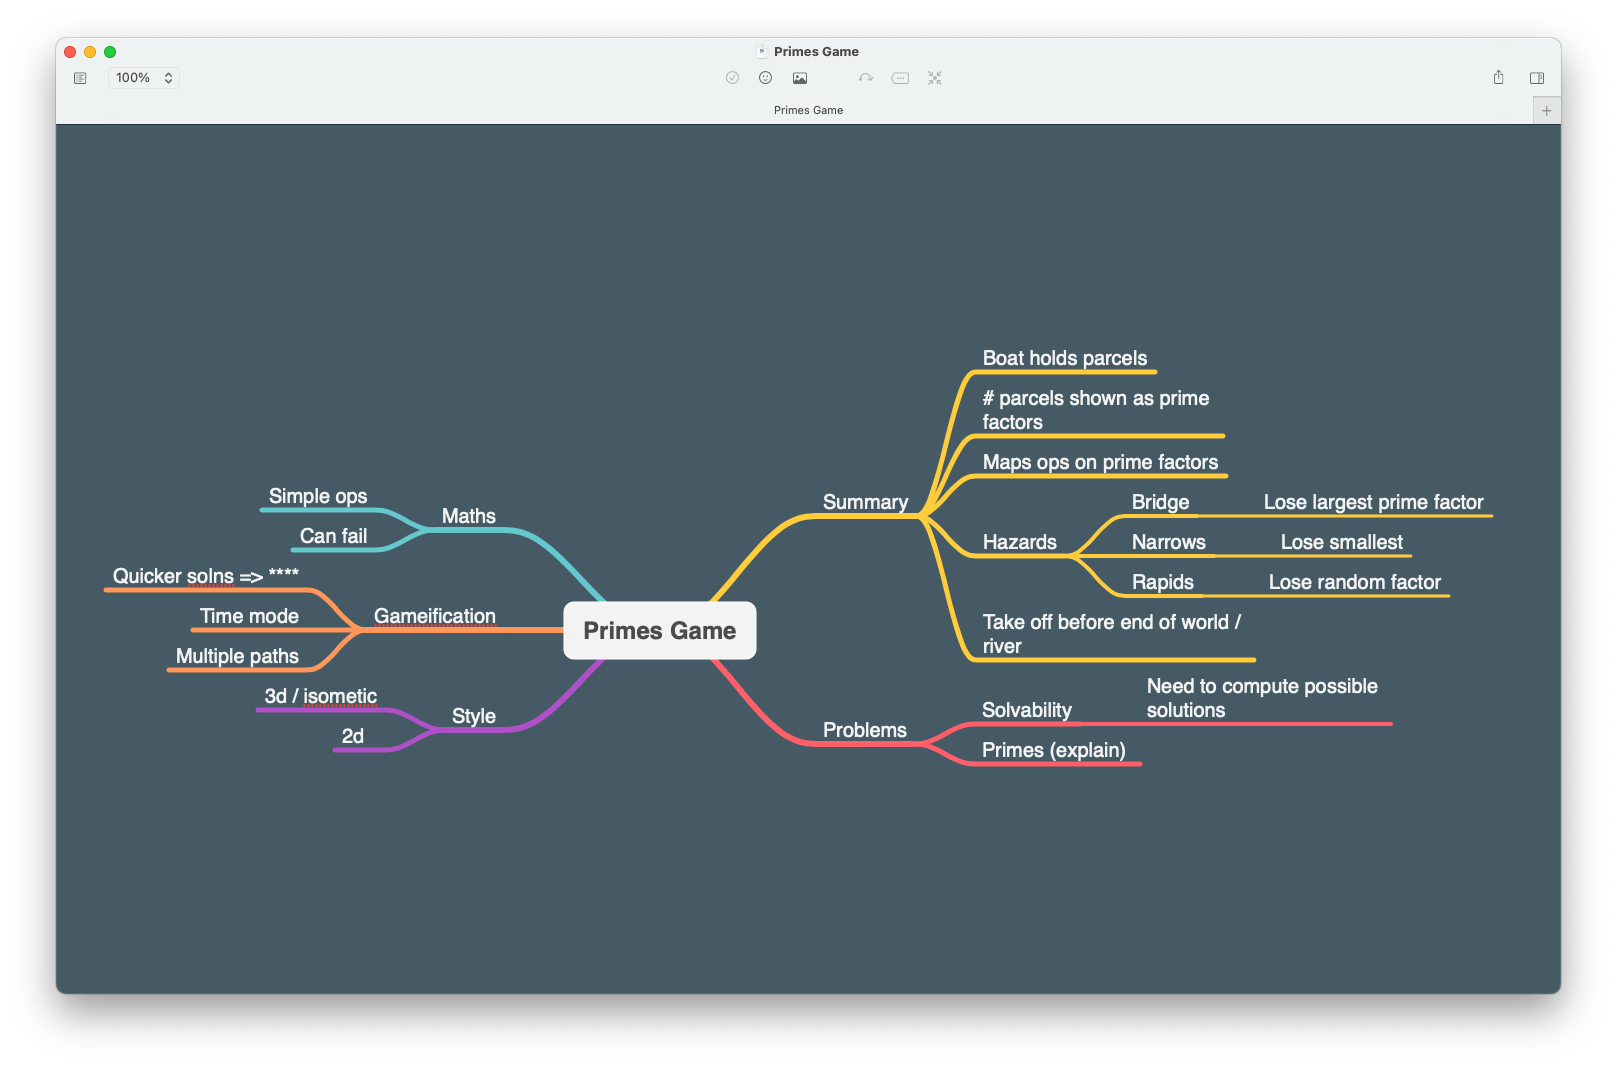 Primes Game
100%
Primes Game
Boat holds parcels
# parcels shown as prime
factors
Maps ops on prime factors
Summary
Hazards
Bridge
Lose largest prime factor
Narrows
Lose smallest
Rapids
Lose random factor
Take off before end of world /
river
Problems
Solvability
Need to compute possible
solutions
Primes (explain)
Primes Game
Maths
Simple ops
Can fail
Gameification
Quicker solns => ****
Time mode
Multiple paths
Style
3d / isometic
2d